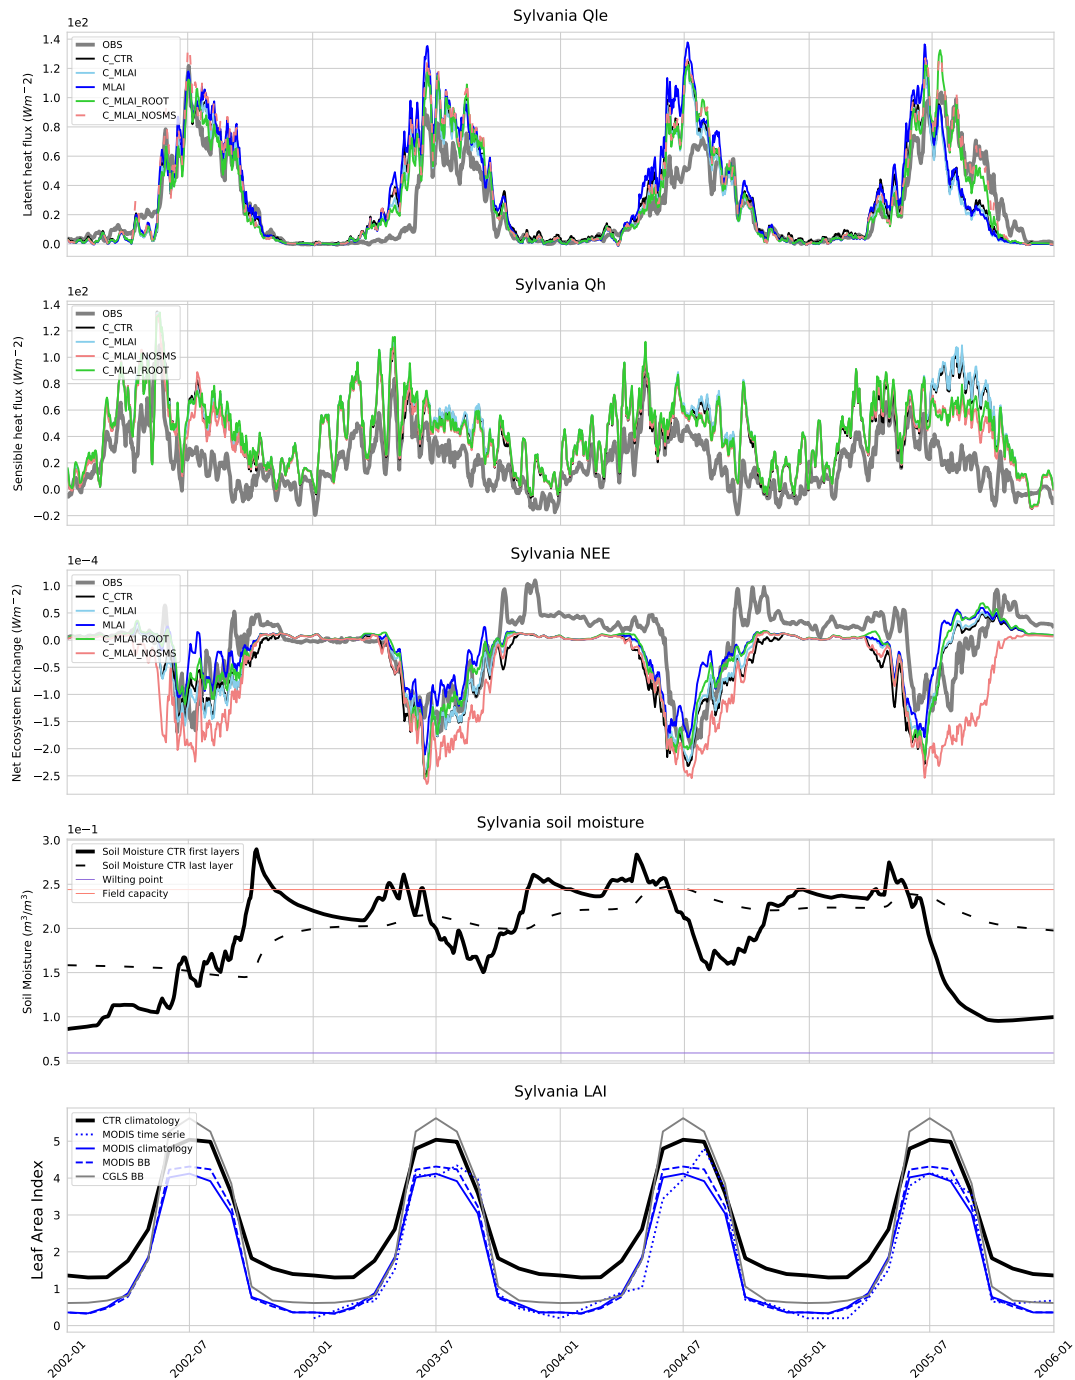 Sylvania Qle
1e2
1.4
1.2
1.0
0.8
0.6
0.4
0.2
0.0
Latent heat flux (Wm−2)
OBS
C_CTR
C_MLAI
MLAI
C_MLAI_ROOT
C_MLAI_NOSMS
Sylvania Qh
1e2
1.4
1.2
1.0
0.8
0.6
0.4
0.2
0.0
−0.2
Sensible heat flux (Wm−2)
OBS
C_CTR
C_MLAI
C_MLAI_NOSMS
C_MLAI_ROOT
Sylvania NEE
1e−4
1.0
0.5
0.0
−0.5
−1.0
−1.5
−2.0
−2.5
Net Ecosystem Exchange (Wm−2)
OBS
C_CTR
C_MLAI
MLAI
C_MLAI_ROOT
C_MLAI_NOSMS
Sylvania soil moisture
1e−1
3.0
2.5
2.0
1.5
1.0
0.5
Soil Moisture (m³/m³)
Soil Moisture CTR first layers
Soil Moisture CTR last layer
Wilting point
Field capacity
Sylvania LAI
5
4
3
2
1
0
Leaf Area Index
CTR climatology
MODIS time serie
MODIS climatology
MODIS BB
CGLS BB
2002-01
2002-07
2003-01
2003-07
2004-01
2004-07
2005-01
2005-07
2006-01